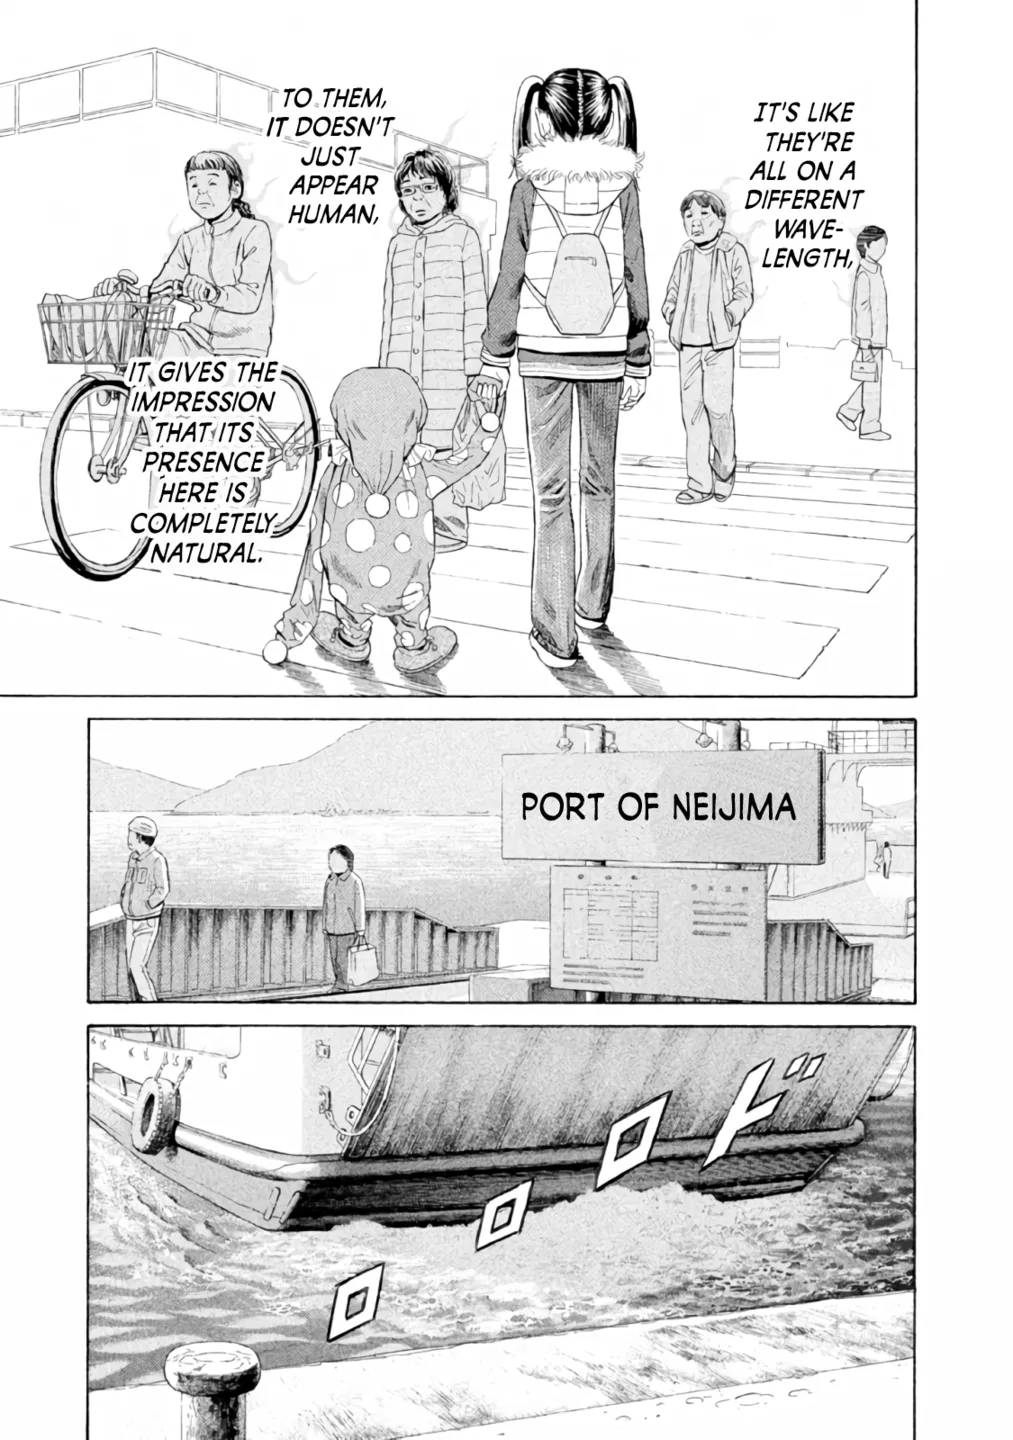 IT'S LIKE
THEY'RE
ALL ON A
DIFFERENT
WAVE-
LENGTH,
TO THEM,
IT DOESN'T
JUST
APPEAR
HUMAN,
IT GIVES THE
IMPRESSION
THAT ITS
PRESENCE
HERE IS
COMPLETELY
NATURAL.
PORT OF NEIJIMA
ドロロロ